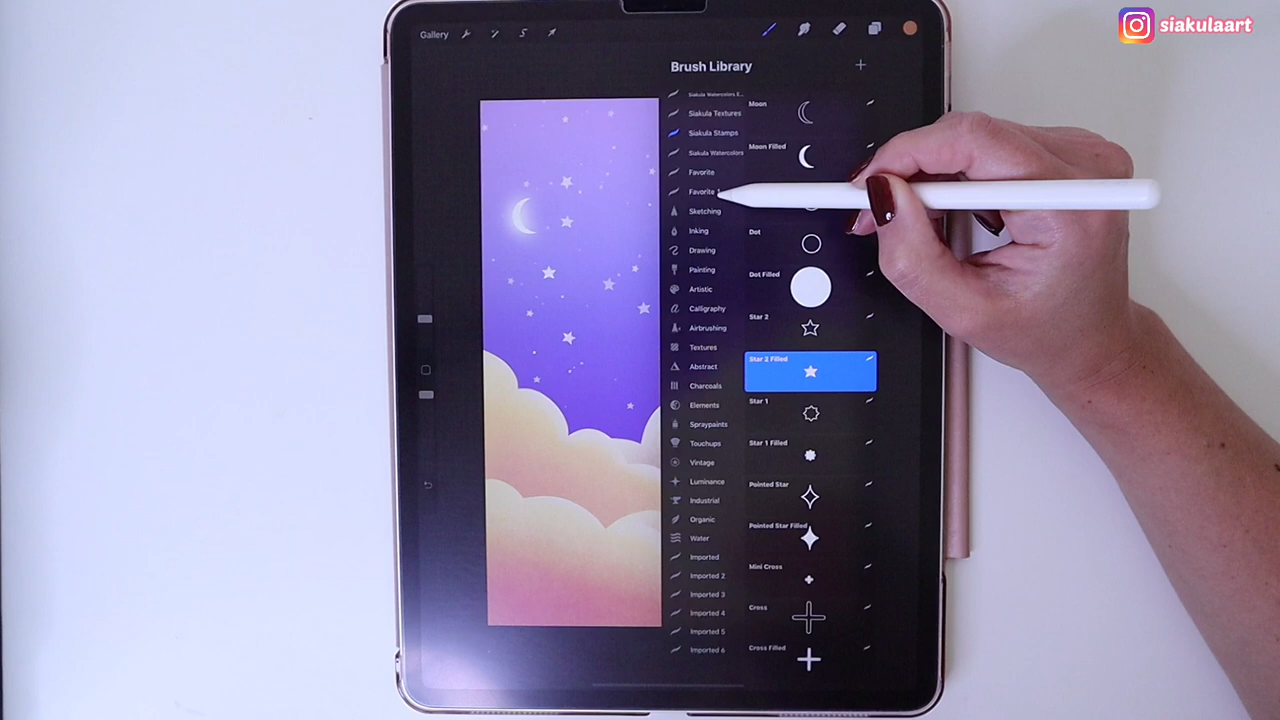 siakulaart
Gallery
Brush Library
Siakula Watercolors E...
Siakula Textures
Siakula Stamps
Siakula Watercolors
Favorite
Favorite
Sketching
Inking
Drawing
Painting
Artistic
Calligraphy
Airbrushing
Textures
Abstract
Charcoals
Elements
Spraypaints
Touchups
Vintage
Luminance
Industrial
Organic
Water
Imported
Imported 2
Imported 3
Imported 4
Imported 5
Imported 6
Moon
Moon Filled
Dot
Dot Filled
Star 2
Star 2 Filled
Star 1
Star 1 Filled
Pointed Star
Pointed Star Filled
Mini Cross
Cross
Cross Filled